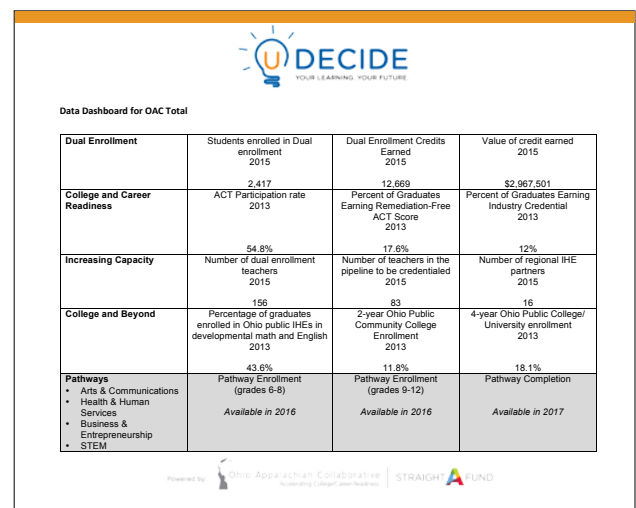 U DECIDE
YOUR LEARNING YOUR FUTURE
Data Dashboard for OAC Total
Dual Enrollment
Students enrolled in Dual
enrollment
2015
2,417
Dual Enrollment Credits
Earned
2015
12,669
Value of credit earned
2015
$2,967,501
College and Career
Readiness
ACT Participation rate
2013
54.8%
Percent of Graduates
Earning Remediation-Free
ACT Score
2013
17.6%
Percent of Graduates Earning
Industry Credential
2013
12%
Increasing Capacity
Number of dual enrollment
teachers
2015
156
Number of teachers in the
pipeline to be credentialed
2015
83
Number of regional IHE
partners
2015
16
College and Beyond
Percentage of graduates
enrolled in Ohio public IHEs in
developmental math and English
2013
43.6%
2-year Ohio Public
Community College
Enrollment
2013
11.8%
4-year Ohio Public College/
University enrollment
2013
18.1%
Pathways
• Arts & Communications
• Health & Human
Services
• Business &
Entrepreneurship
• STEM
Pathway Enrollment
(grades 6-8)
Available in 2016
Pathway Enrollment
(grades 9-12)
Available in 2016
Pathway Completion
Available in 2017
Powered by
Ohio Appalachian Collaborative
Accelerating College/Career Readiness
STRAIGHT A FUND